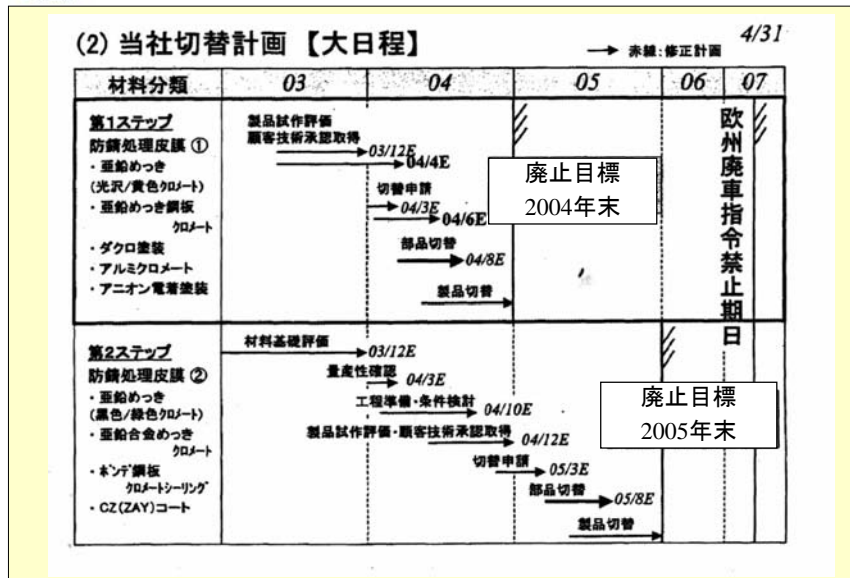 (2) 当社切替計画 【大日程】
→ 赤線:修正計画
4/31
材料分類 03 04 05 06 07
第1ステップ
防錆処理皮膜 ①
・亜鉛めっき
(光沢/黄色クロメート)
・亜鉛めっき鋼板
クロメート
・ダクロ塗装
・アルミクロメート
・アニオン電着塗装
製品試作評価
顧客技術承認取得
03/12E
04/4E
切替申請
04/3E
04/6E
部品切替
04/8E
製品切替
廃止目標
2004年末
欧州廃車指令禁止期日
第2ステップ
防錆処理皮膜 ②
・亜鉛めっき
(黒色/緑色クロメート)
・亜鉛合金めっき
クロメート
・ボンデ鋼板
クロメートシーリング
・CZ(ZAY)コート
材料基礎評価
03/12E
量産性確認
04/3E
工程準備・条件検討
04/10E
製品試作評価・顧客技術承認取得
04/12E
切替申請
05/3E
部品切替
05/8E
製品切替
廃止目標
2005年末